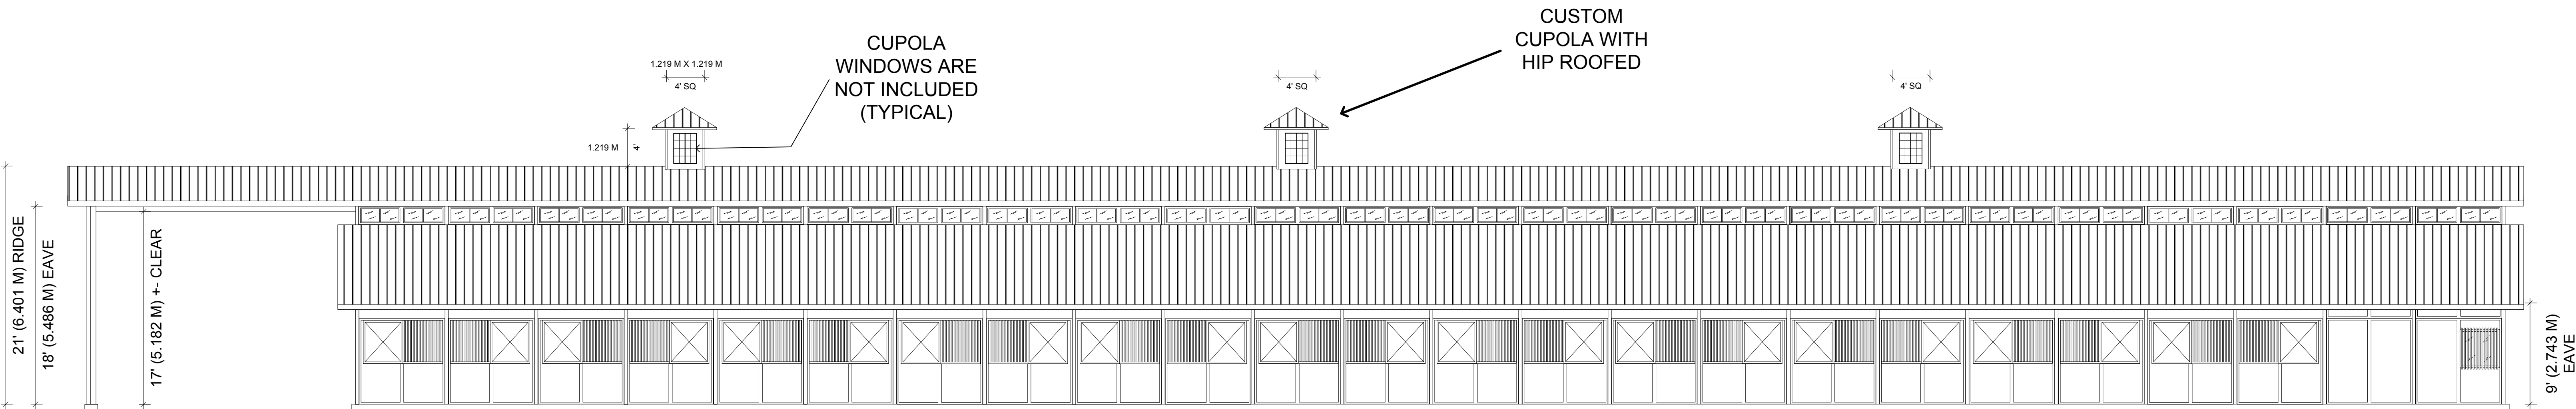 CUSTOM
CUPOLA WITH
HIP ROOFED
CUPOLA
WINDOWS ARE
NOT INCLUDED
(TYPICAL)
1.219 M X 1.219 M
4' SQ
4' SQ
4' SQ
1.219 M
4'
21' (6.401 M) RIDGE
18' (5.486 M) EAVE
17' (5.182 M) +- CLEAR
9' (2.743 M)
EAVE